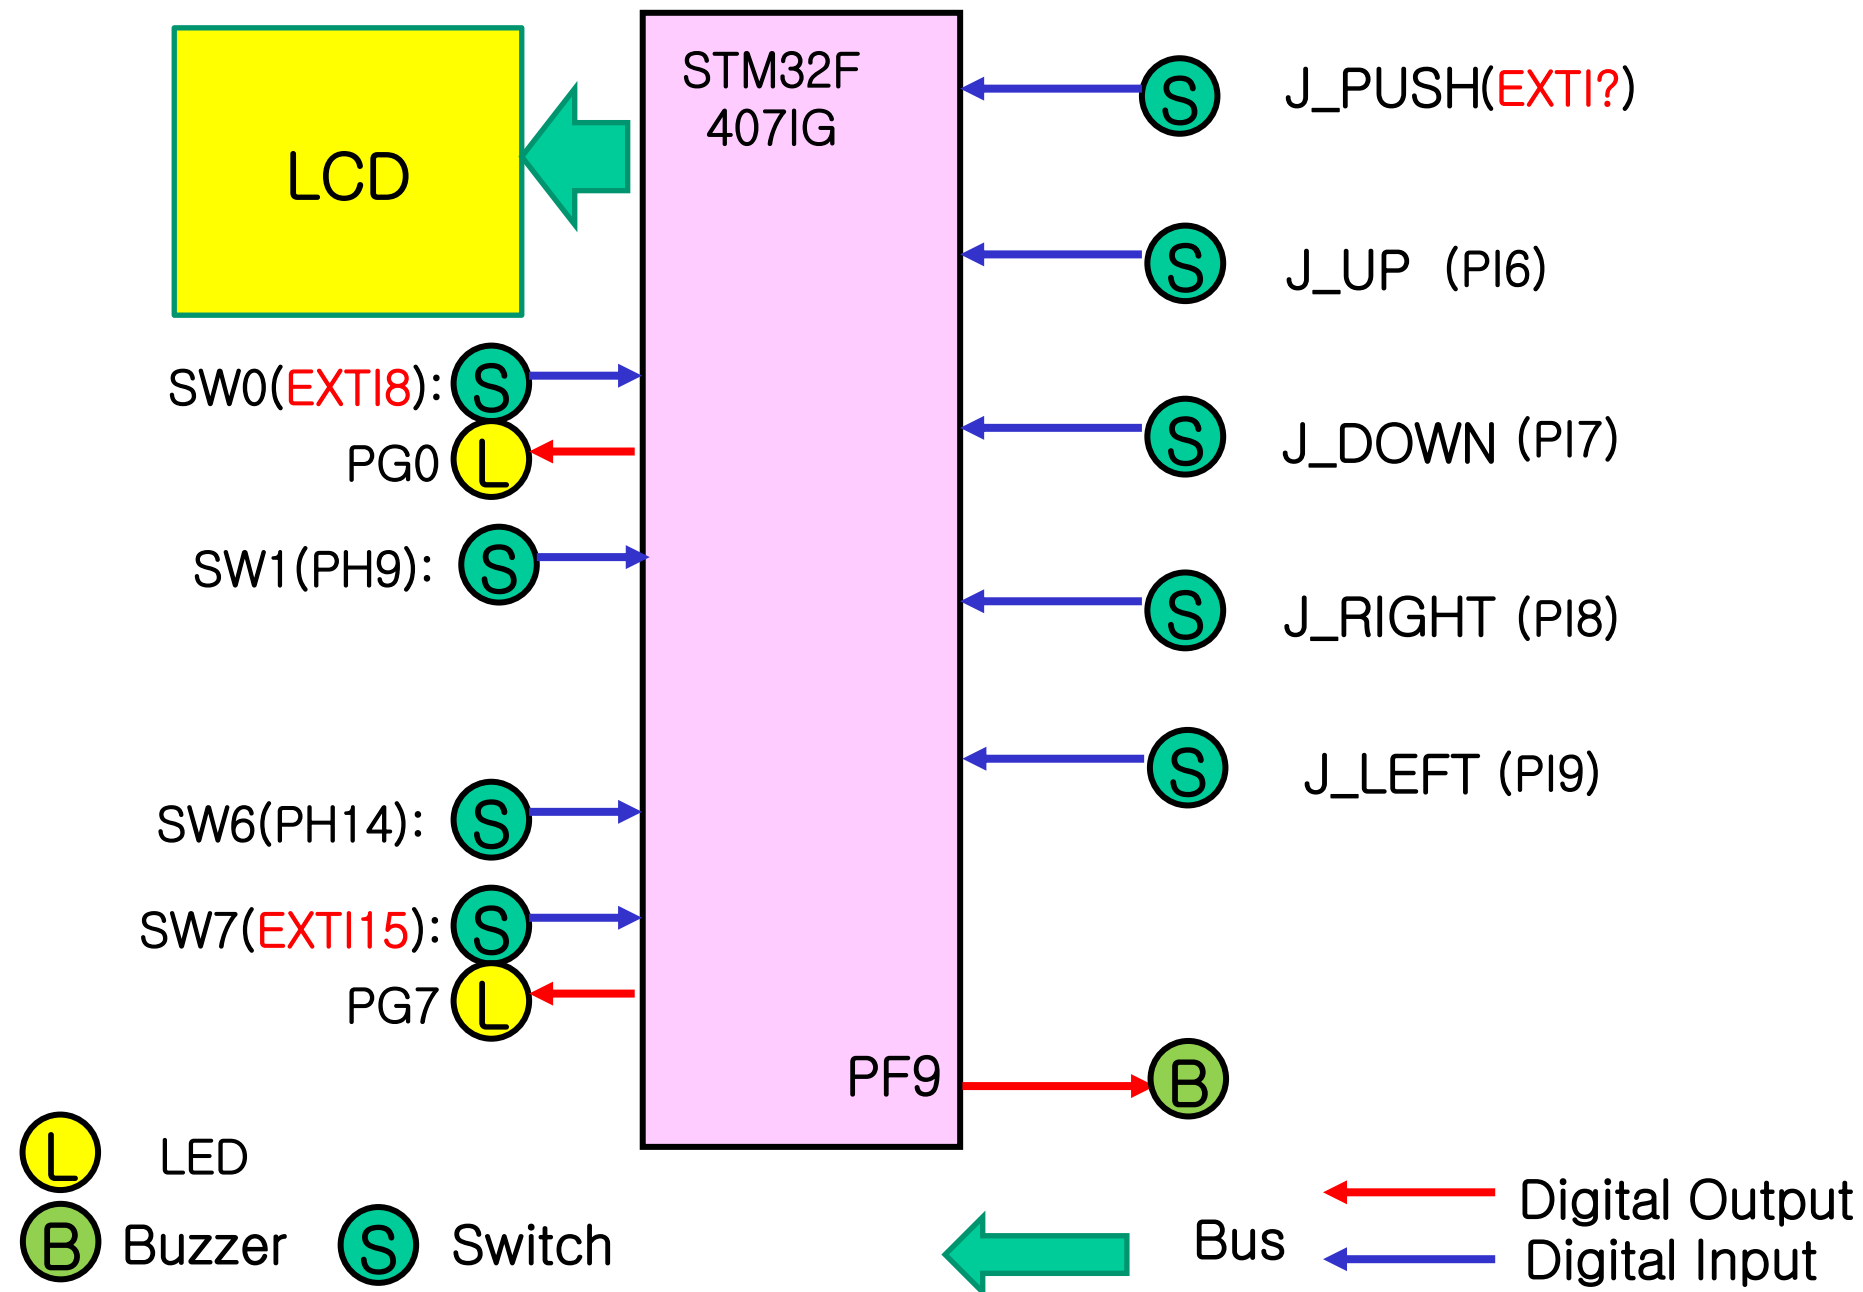 STM32F
407IG
LCD
J_PUSH(EXTI?)
S
J_UP (PI6)
S
SW0(EXTI8):
S
PG0
L
J_DOWN (PI7)
S
SW1(PH9):
S
J_RIGHT (PI8)
S
J_LEFT (PI9)
S
SW6(PH14):
S
SW7(EXTI15):
S
PG7
L
PF9
B
L
LED
B
Buzzer
S
Switch
Bus
Digital Output
Digital Input